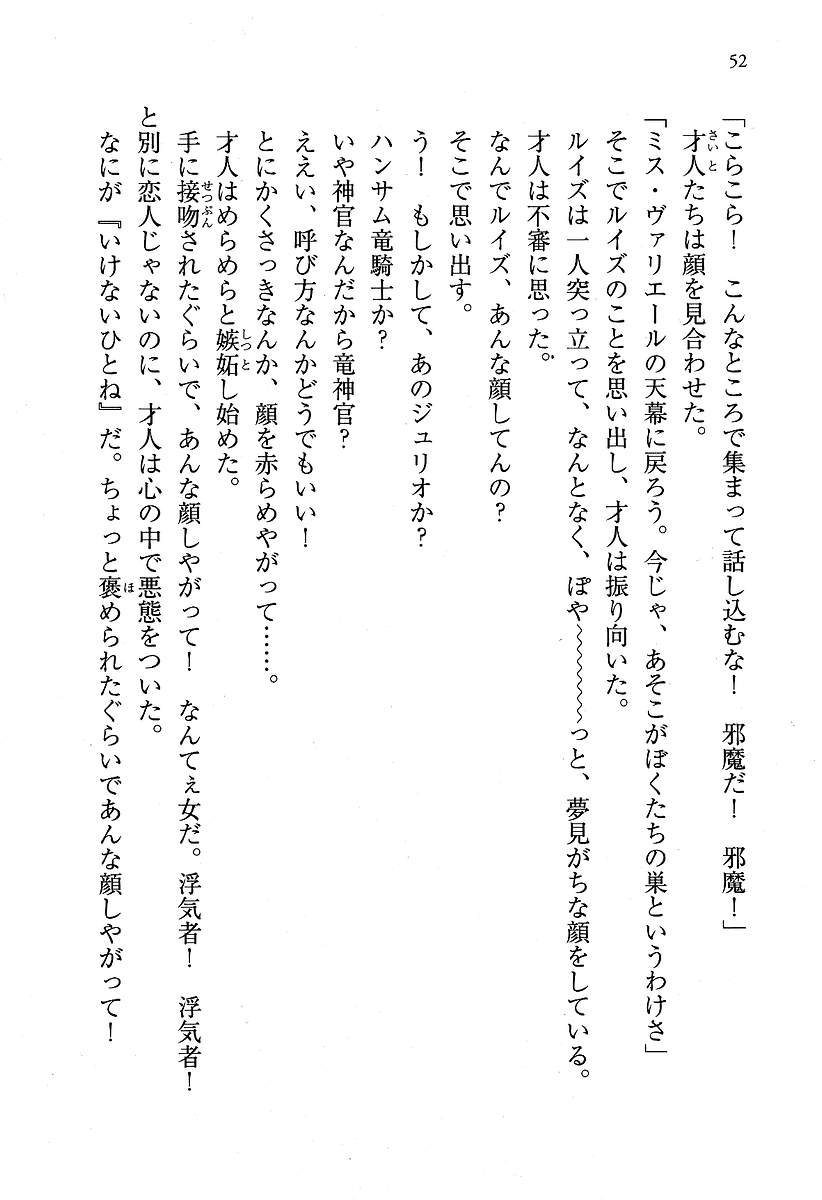 52
「こらこら！　こんなところで集まって話し込むな！　邪魔だ！　邪魔！」
才人たちは顔を見合わせた。
「ミス・ヴァリエールの天幕に戻ろう。今じゃ、あそこがぼくたちの巣というわけさ」
そこでルイズのことを思い出し、才人は振り向いた。
ルイズは一人突っ立って、なんとなく、ぽや～～～～～～～っと、夢見がちな顔をしている。
才人は不審に思った。
なんでルイズ、あんな顔してんの？
そこで思い出す。
う！　もしかして、あのジュリオか？
ハンサム竜騎士か？
いや神官なんだから竜神官？
ええい、呼び方なんかどうでもいい！
とにかくさっきなんか、顔を赤らめやがって……。
才人はめらめらと嫉妬し始めた。
手に接吻されたぐらいで、あんな顔しやがって！　なんてぇ女だ。浮気者！　浮気者！
と別に恋人じゃないのに、才人は心の中で悪態をついた。
なにが『いけないひとね』だ。ちょっと褒められたぐらいであんな顔しやがって！